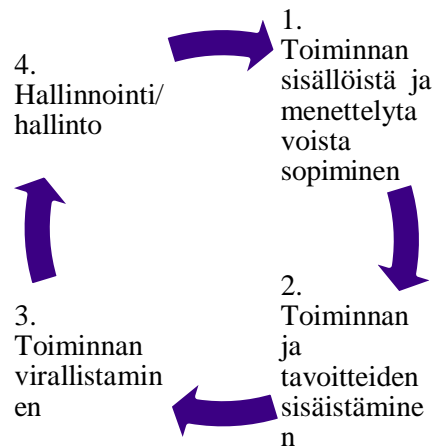 1.
Toiminnan
sisällöistä ja
menettelyta
voista
sopiminen
2.
Toiminnan
ja
tavoitteiden
sisäistämine
n
3.
Toiminnan
virallistamin
en
4.
Hallinnointi/
hallinto